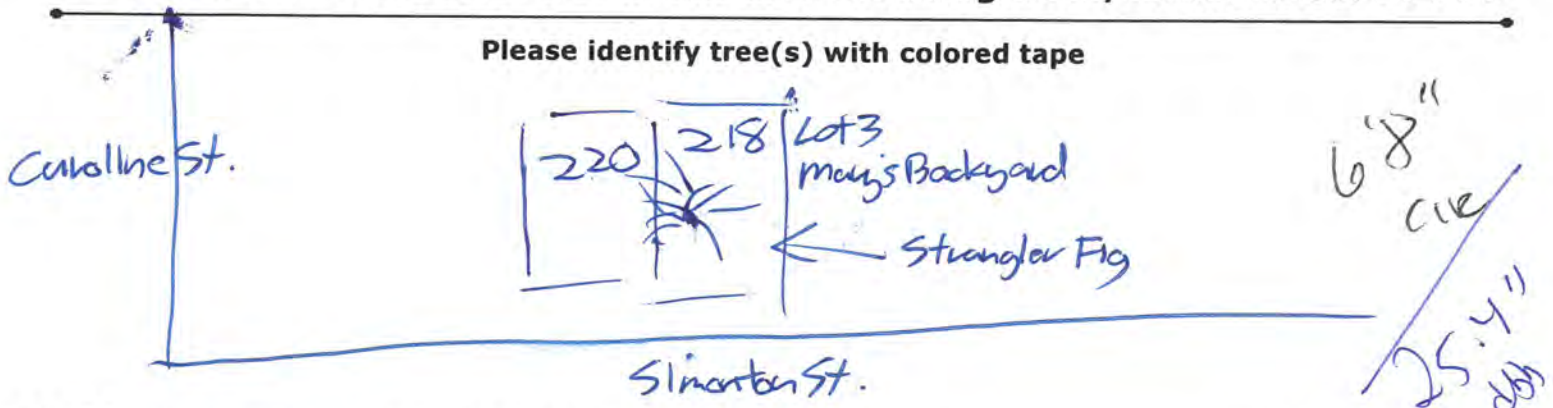 Please identify tree(s) with colored tape
Caroline St.
220
218
Lot 3
Mary's Backyard
Strangler Fig
Simonton St.
6'8"
circ
25.4"
dbh